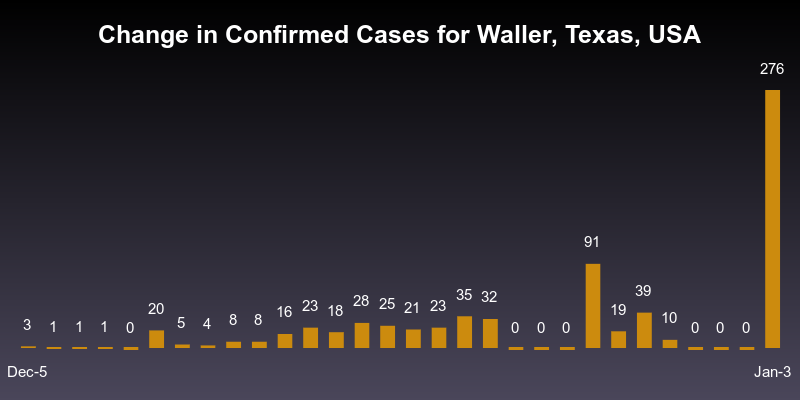 Change in Confirmed Cases for Waller, Texas, USA
276
91
3 1 1 1 0 20 5 4 8 8 16 23 18 28 25 21 23 35 32 0 0 0 19 39 10 0 0 0
Dec-5 Jan-3